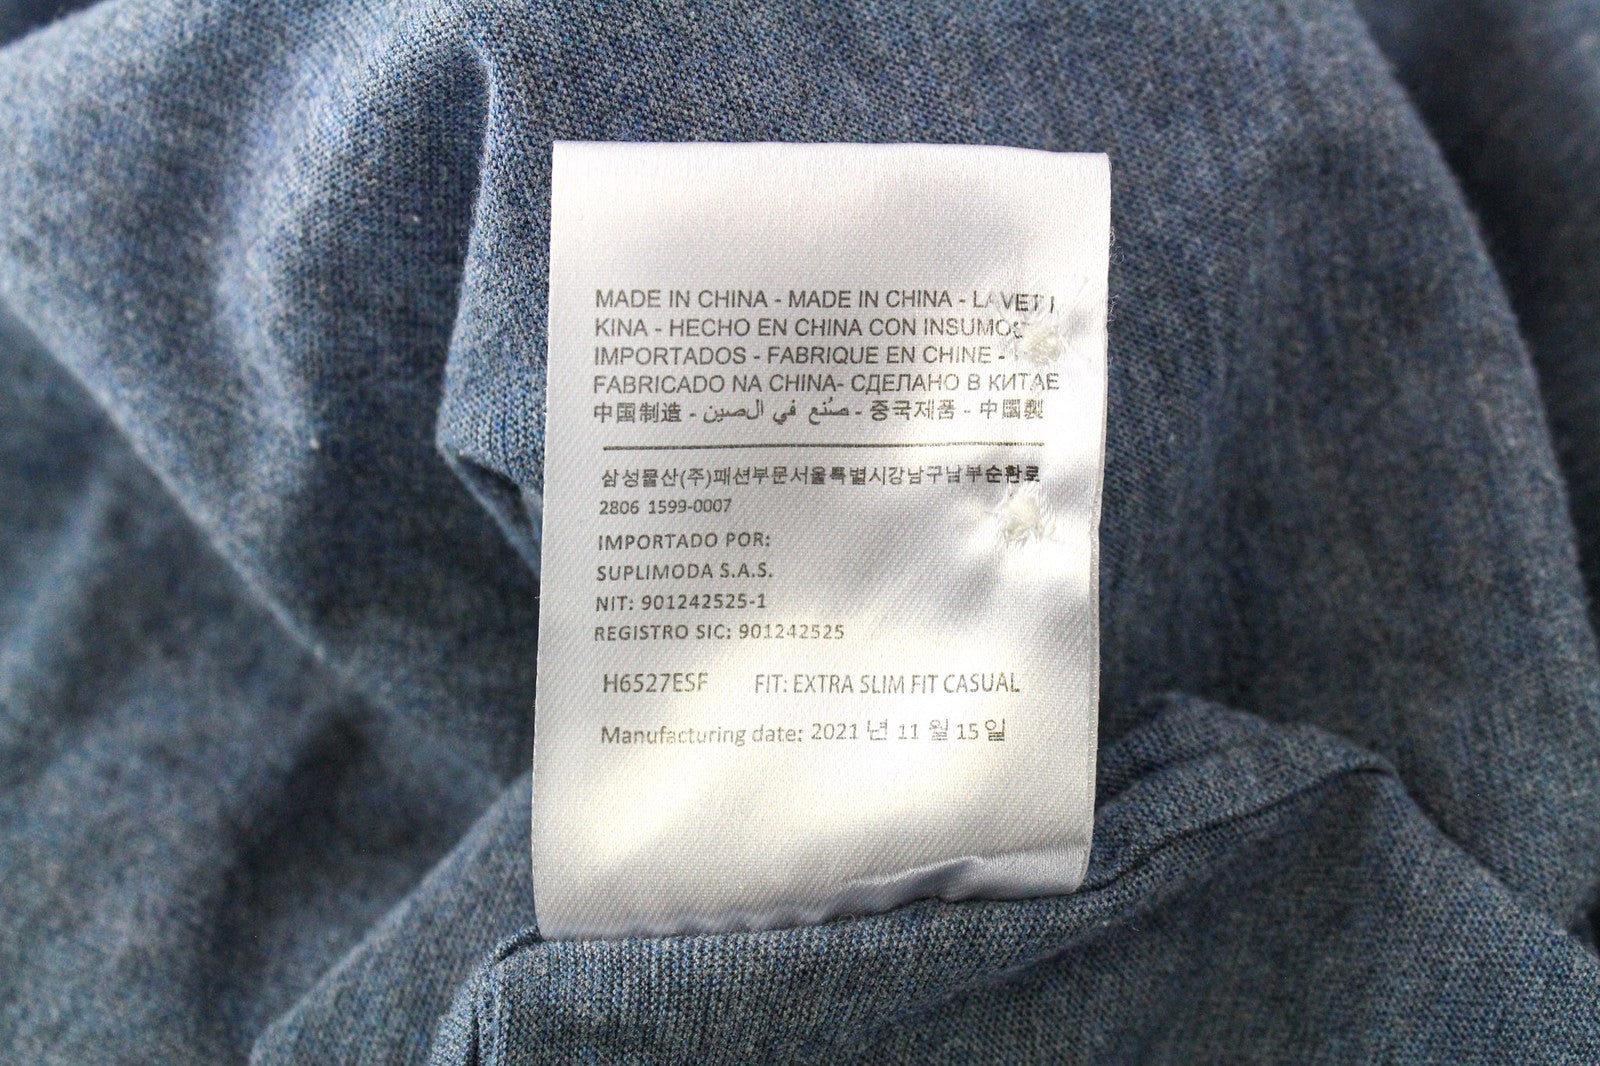 MADE IN CHINA - MADE IN CHINA - LAVET I
KINA - HECHO EN CHINA CON INSUMOS
IMPORTADOS - FABRIQUE EN CHINE -
FABRICADO NA CHINA- СДЕЛАНО В КИТАЕ
中国制造 - صُنع في الصين - 중국제품 - 中國製
삼성물산(주)패션부문서울특별시강남구남부순환로
2806 1599-0007
IMPORTADO POR:
SUPLIMODA S.A.S.
NIT: 901242525-1
REGISTRO SIC: 901242525
H6527ESF FIT: EXTRA SLIM FIT CASUAL
Manufacturing date: 2021 년 11 월 15 일